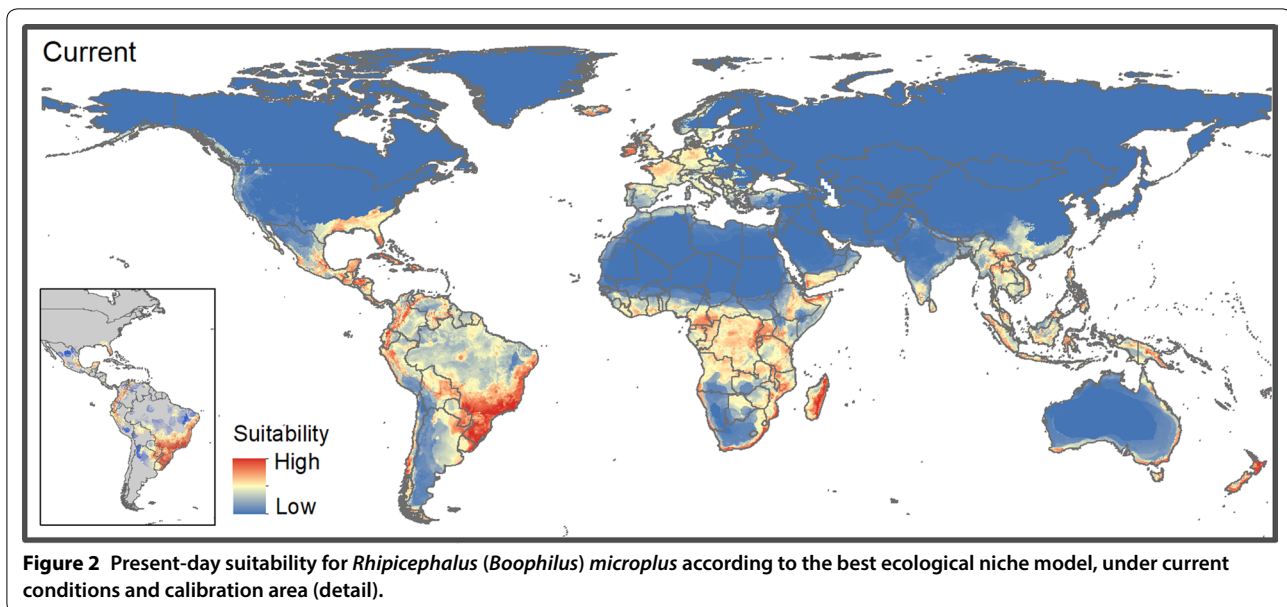 Current
Suitability
High
Low
Figure 2 Present-day suitability for Rhipicephalus (Boophilus) microplus according to the best ecological niche model, under current
conditions and calibration area (detail).